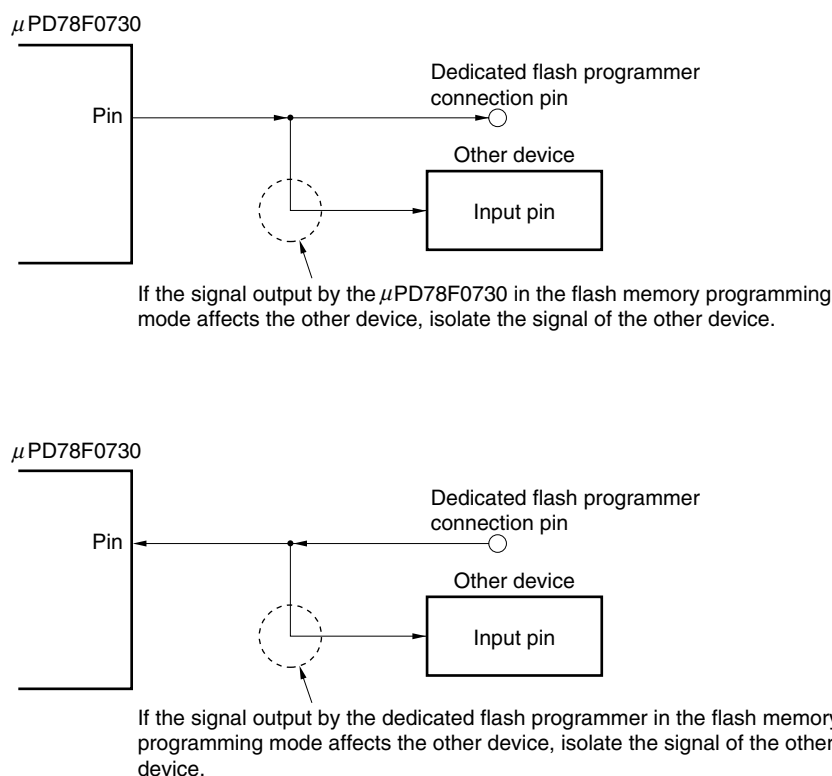 μPD78F0730
Dedicated flash programmer
connection pin
Pin
Other device
Input pin
If the signal output by the μPD78F0730 in the flash memory programming
mode affects the other device, isolate the signal of the other device.
μPD78F0730
Dedicated flash programmer
connection pin
Pin
Other device
Input pin
If the signal output by the dedicated flash programmer in the flash memory
programming mode affects the other device, isolate the signal of the other
device.